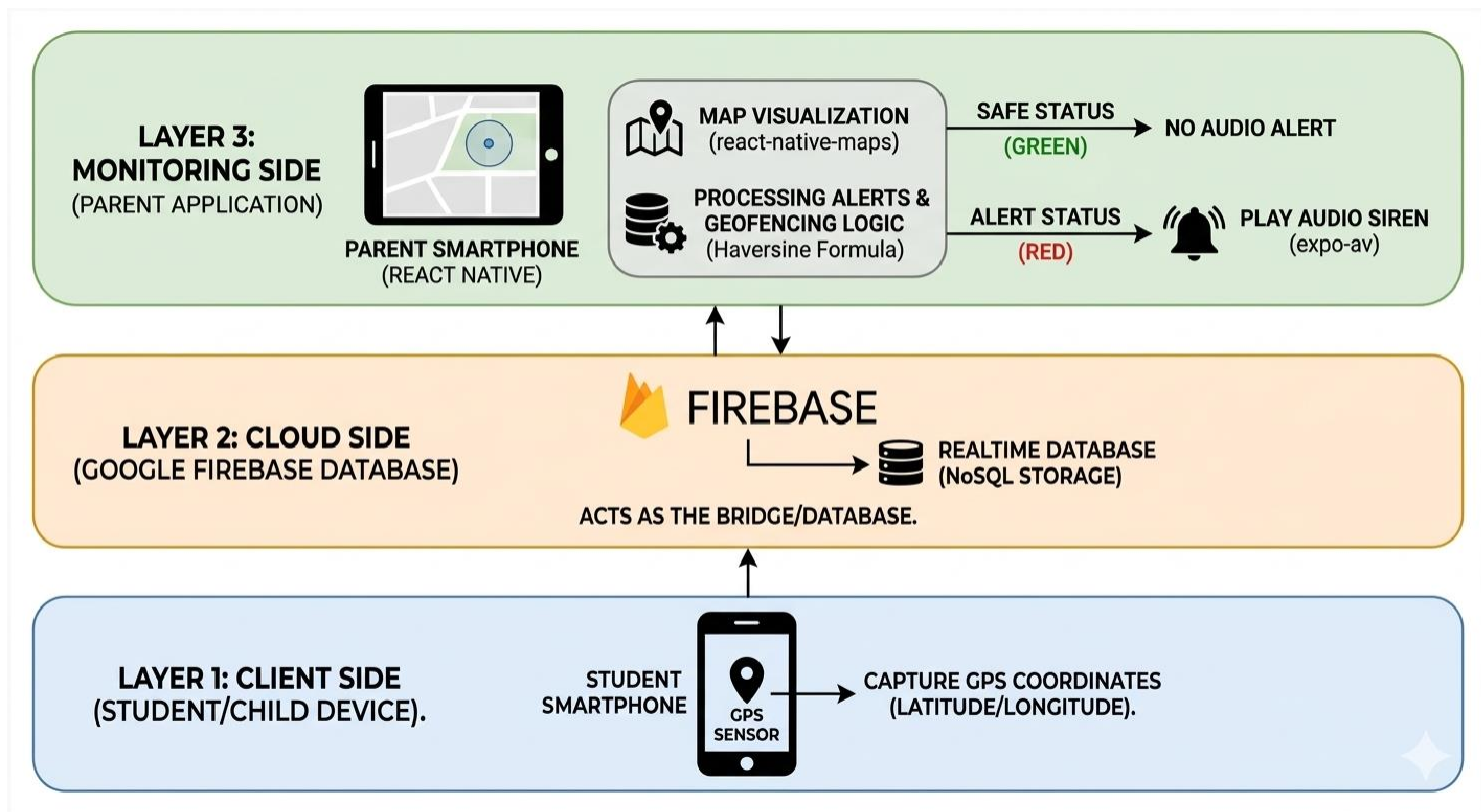 LAYER 3:
MONITORING SIDE
(PARENT APPLICATION)
PARENT SMARTPHONE
(REACT NATIVE)
MAP VISUALIZATION
(react-native-maps)
PROCESSING ALERTS &
GEOFENCING LOGIC
(Haversine Formula)
SAFE STATUS
(GREEN)
NO AUDIO ALERT
ALERT STATUS
(RED)
PLAY AUDIO SIREN
(expo-av)
LAYER 2: CLOUD SIDE
(GOOGLE FIREBASE DATABASE)
FIREBASE
REALTIME DATABASE
(NoSQL STORAGE)
ACTS AS THE BRIDGE/DATABASE.
LAYER 1: CLIENT SIDE
(STUDENT/CHILD DEVICE).
STUDENT
SMARTPHONE
GPS
SENSOR
CAPTURE GPS COORDINATES
(LATITUDE/LONGITUDE).